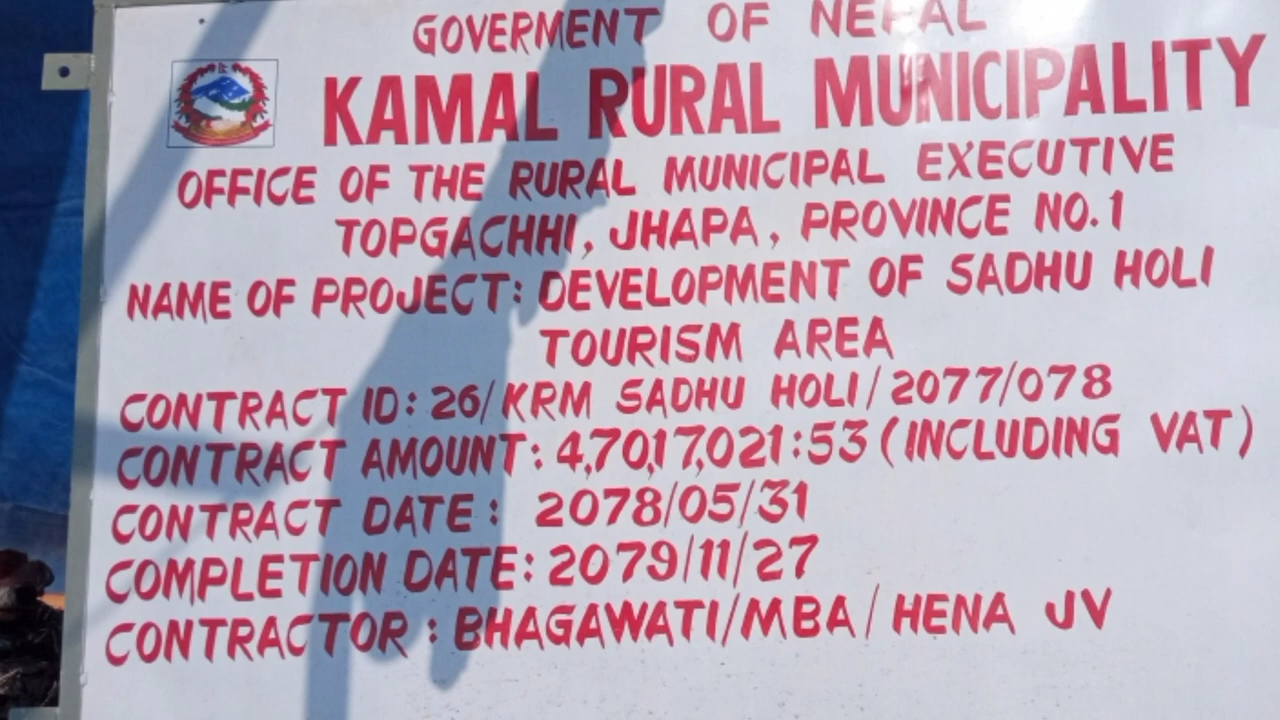 GOVERMENT OF NEPAL
KAMAL RURAL MUNICIPALITY
OFFICE OF THE RURAL MUNICIPAL EXECUTIVE
TOPGACHHI, JHAPA, PROVINCE NO.1
NAME OF PROJECT: DEVELOPMENT OF SADHU HOLI
TOURISM AREA
CONTRACT ID: 26/KRM SADHU HOLI/2077/078
CONTRACT AMOUNT: 4,70,17,021:53 (INCLUDING VAT)
CONTRACT DATE: 2078/05/31
COMPLETION DATE: 2079/11/27
CONTRACTOR : BHAGAWATI/MBA/HENA JV